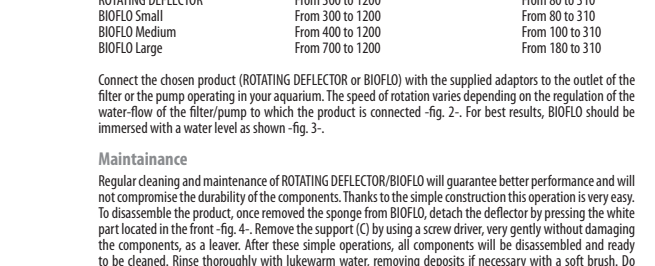 ROTATING DEFLECTOR From 300 to 1200 From 80 to 310
BIOFLO Small From 300 to 1200 From 80 to 310
BIOFLO Medium From 400 to 1200 From 100 to 310
BIOFLO Large From 700 to 1200 From 180 to 310
Connect the chosen product (ROTATING DEFLECTOR or BIOFLO) with the supplied adaptors to the outlet of the
filter or the pump operating in your aquarium. The speed of rotation varies depending on the regulation of the
water-flow of the filter/pump to which the product is connected -fig. 2-. For best results, BIOFLO should be
immersed with a water level as shown -fig. 3-.
Maintainance
Regular cleaning and maintenance of ROTATING DEFLECTOR/BIOFLO will guarantee better performance and will
not compromise the durability of the components. Thanks to the simple construction this operation is very easy.
To disassemble the product, once removed the sponge from BIOFLO, detach the deflector by pressing the white
part located in the front -fig. 4-. Remove the support (C) by using a screw driver, very gently without damaging
the components, as a leaver. After these simple operations, all components will be disassembled and ready
to be cleaned. Rinse thoroughly with lukewarm water, removing deposits if necessary with a soft brush. Do